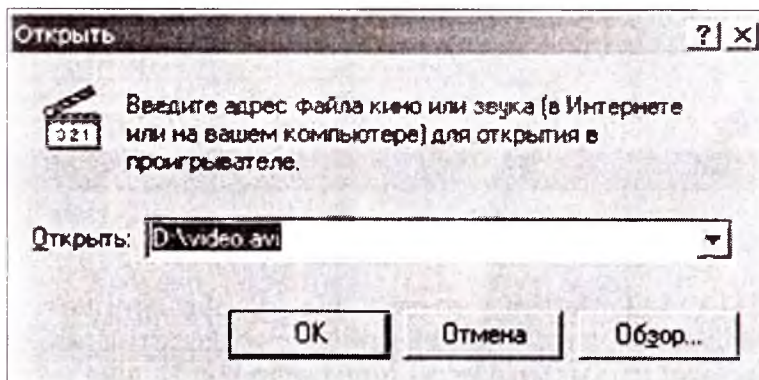 Открыть
Введите адрес файла кино или звука (в Интернете
или на вашем компьютере) для открытия в
проигрывателе.
321
Открыть: D:\video.avi
OK Отмена Обзор...